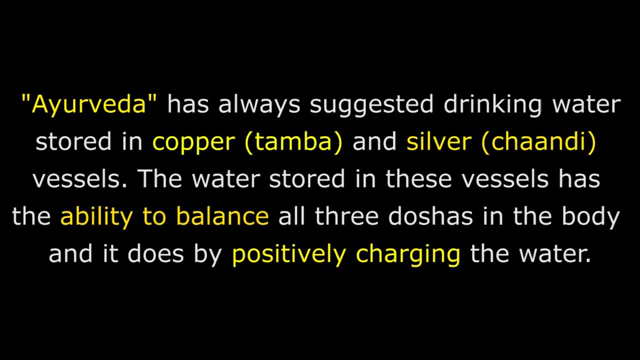 "Ayurveda" has always suggested drinking water
stored in copper (tamba) and silver (chaandi)
vessels. The water stored in these vessels has
the ability to balance all three doshas in the body
and it does by positively charging the water.